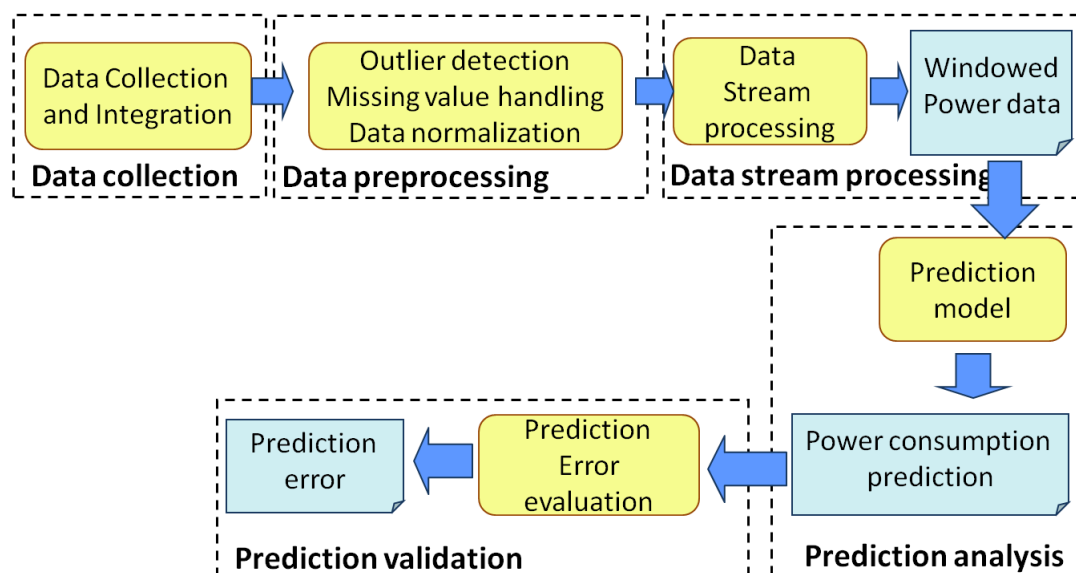 Data Collection
and Integration
Data collection
Outlier detection
Missing value handling
Data normalization
Data preprocessing
Data
Stream
processing
Windowed
Power data
Data stream processing
Prediction
model
Power consumption
prediction
Prediction analysis
Prediction
Error
evaluation
Prediction
error
Prediction validation